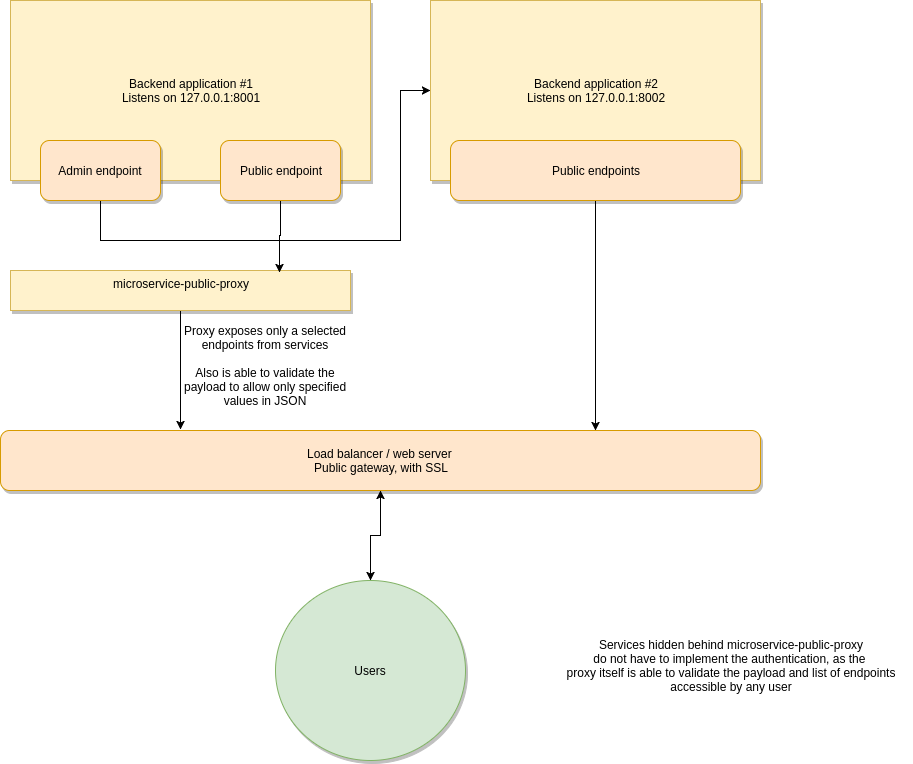 Backend application #1
Listens on 127.0.0.1:8001
Backend application #2
Listens on 127.0.0.1:8002
Admin endpoint
Public endpoint
Public endpoints
microservice-public-proxy
Proxy exposes only a selected
endpoints from services
Also is able to validate the
payload to allow only specified
values in JSON
Load balancer / web server
Public gateway, with SSL
Users
Services hidden behind microservice-public-proxy
do not have to implement the authentication, as the
proxy itself is able to validate the payload and list of endpoints
accessible by any user